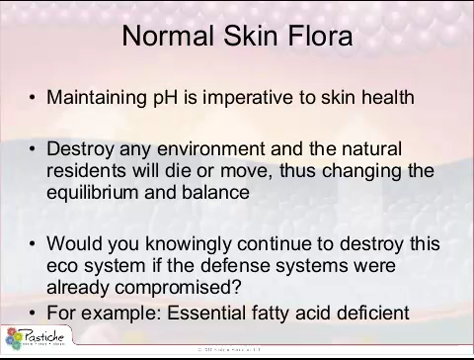 Normal Skin Flora
• Maintaining pH is imperative to skin health
• Destroy any environment and the natural
residents will die or move, thus changing the
equilibrium and balance
• Would you knowingly continue to destroy this
eco system if the defense systems were
already compromised?
• For example: Essential fatty acid deficient
Pastiche